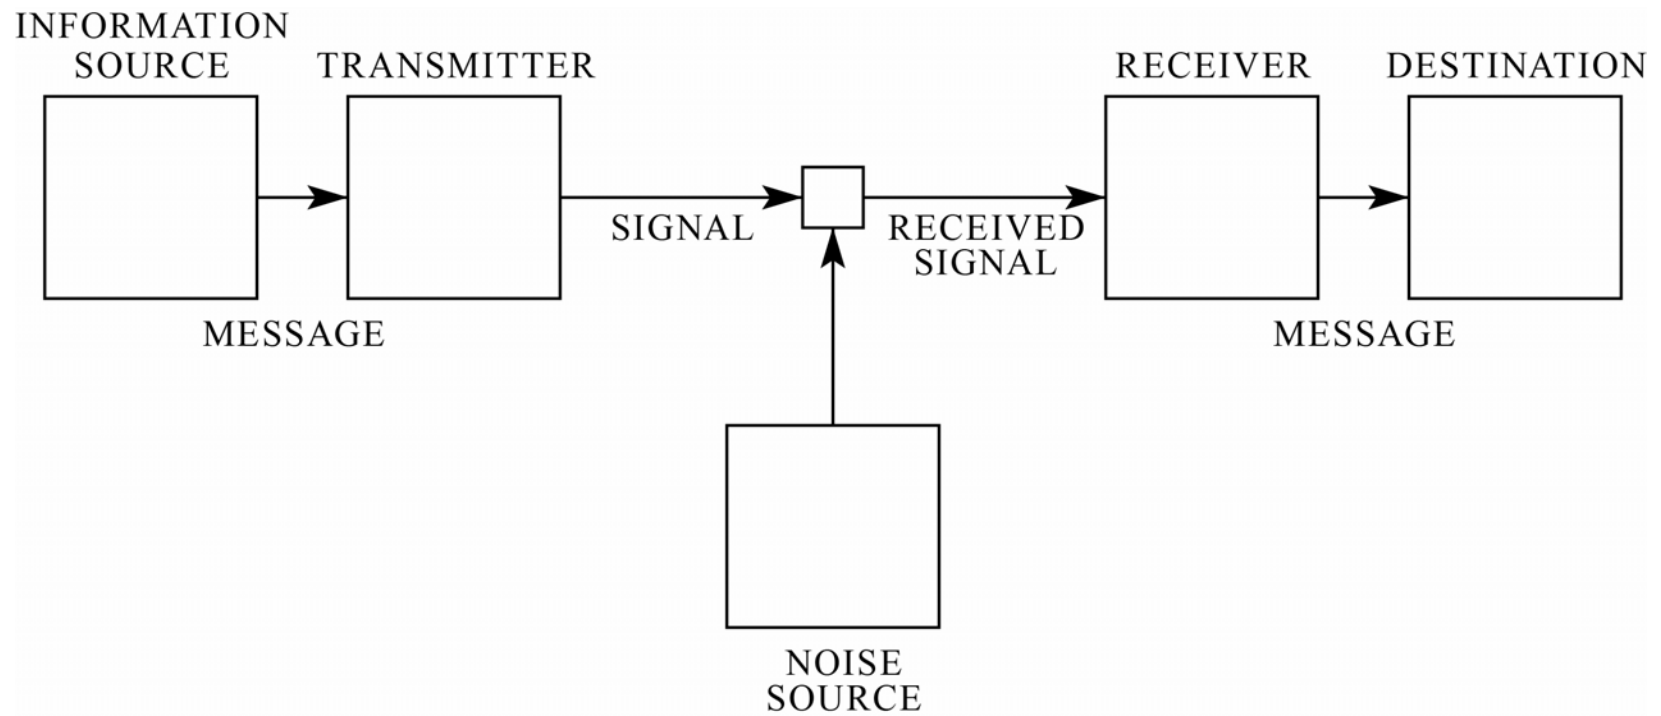 INFORMATION
SOURCE
TRANSMITTER
RECEIVER
DESTINATION
SIGNAL
RECEIVED
SIGNAL
MESSAGE
MESSAGE
NOISE
SOURCE